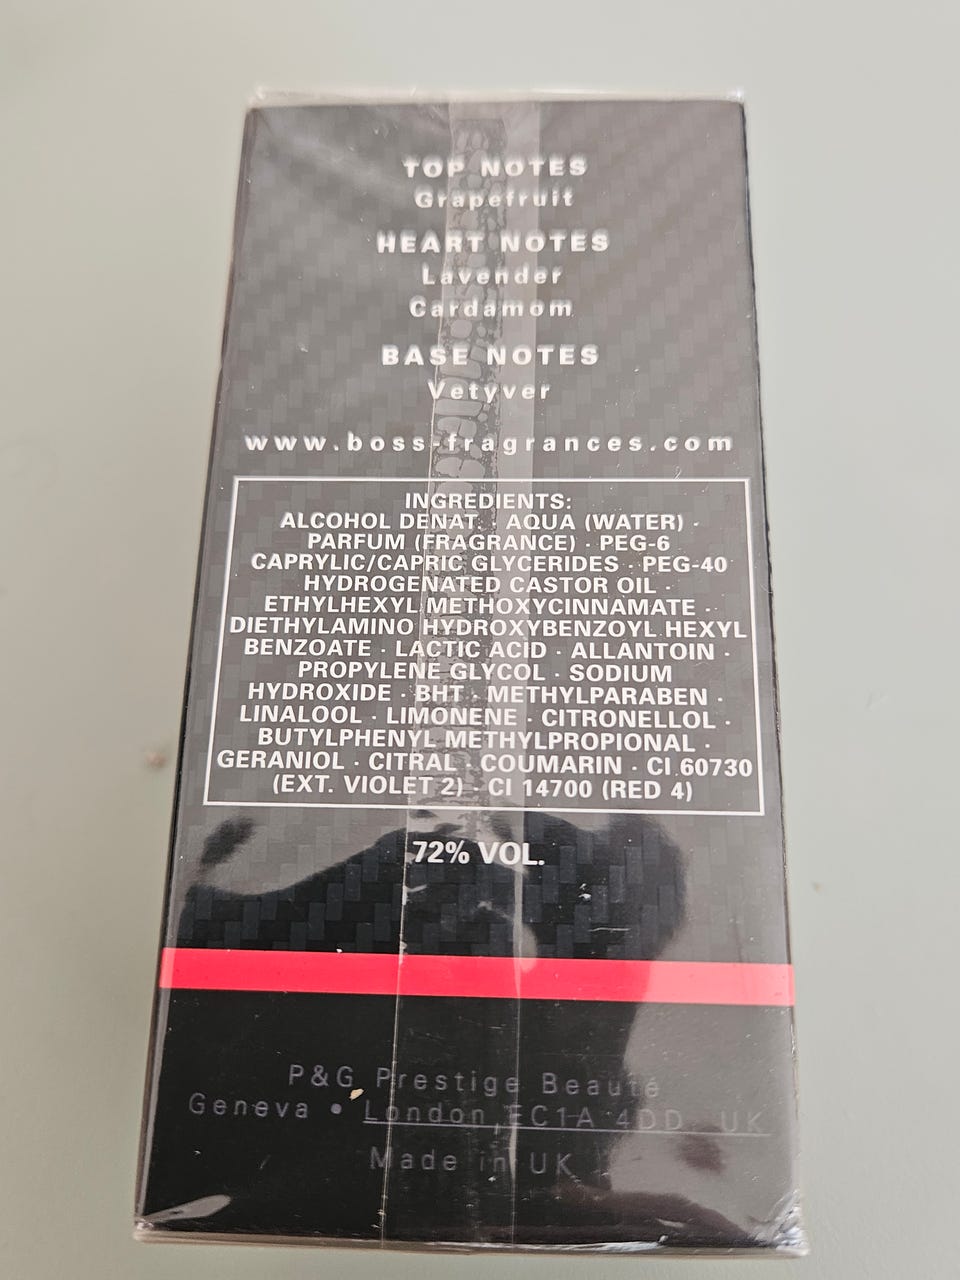 TOP NOTES
Grapefruit
HEART NOTES
Lavender
Cardamom
BASE NOTES
Vetyver
www.boss-fragrances.com
INGREDIENTS:
ALCOHOL DENAT. · AQUA (WATER) ·
PARFUM (FRAGRANCE) · PEG-6
CAPRYLIC/CAPRIC GLYCERIDES · PEG-40
HYDROGENATED CASTOR OIL ·
ETHYLHEXYL METHOXYCINNAMATE ·
DIETHYLAMINO HYDROXYBENZOYL HEXYL
BENZOATE · LACTIC ACID · ALLANTOIN ·
PROPYLENE GLYCOL · SODIUM
HYDROXIDE · BHT · METHYLPARABEN ·
LINALOOL · LIMONENE · CITRONELLOL ·
BUTYLPHENYL METHYLPROPIONAL ·
GERANIOL · CITRAL · COUMARIN · CI 60730
(EXT. VIOLET 2) · CI 14700 (RED 4)
72% VOL.
P&G Prestige Beauté
Geneva • London, EC1A 4DD, UK
Made in UK